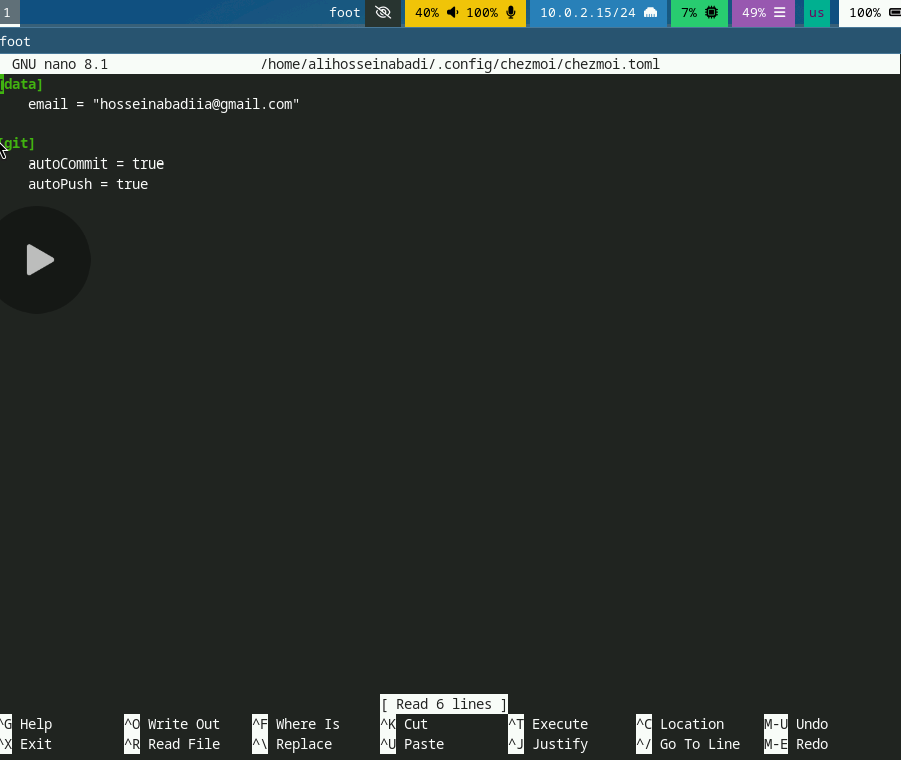 1 foot 40% 100% 10.0.2.15/24 7% 49% us 100%
foot
GNU nano 8.1 /home/alihosseinabadi/.config/chezmoi/chezmoi.toml
[data]
email = "hosseinabadiia@gmail.com"
[git]
autoCommit = true
autoPush = true
[ Read 6 lines ]
^G Help ^O Write Out ^F Where Is ^K Cut ^T Execute ^C Location M-U Undo
^X Exit ^R Read File ^\ Replace ^U Paste ^J Justify ^/ Go To Line M-E Redo